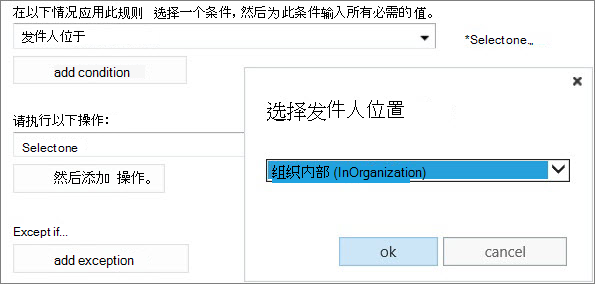 在以下情况应用此规则 选择一个条件，然后为此条件输入所有必需的值。
发件人位于
*Selectone...
add condition
选择发件人位置
请执行以下操作：
Selectone
组织内部 (InOrganization)
然后添加 操作。
Except if...
add exception
ok
cancel